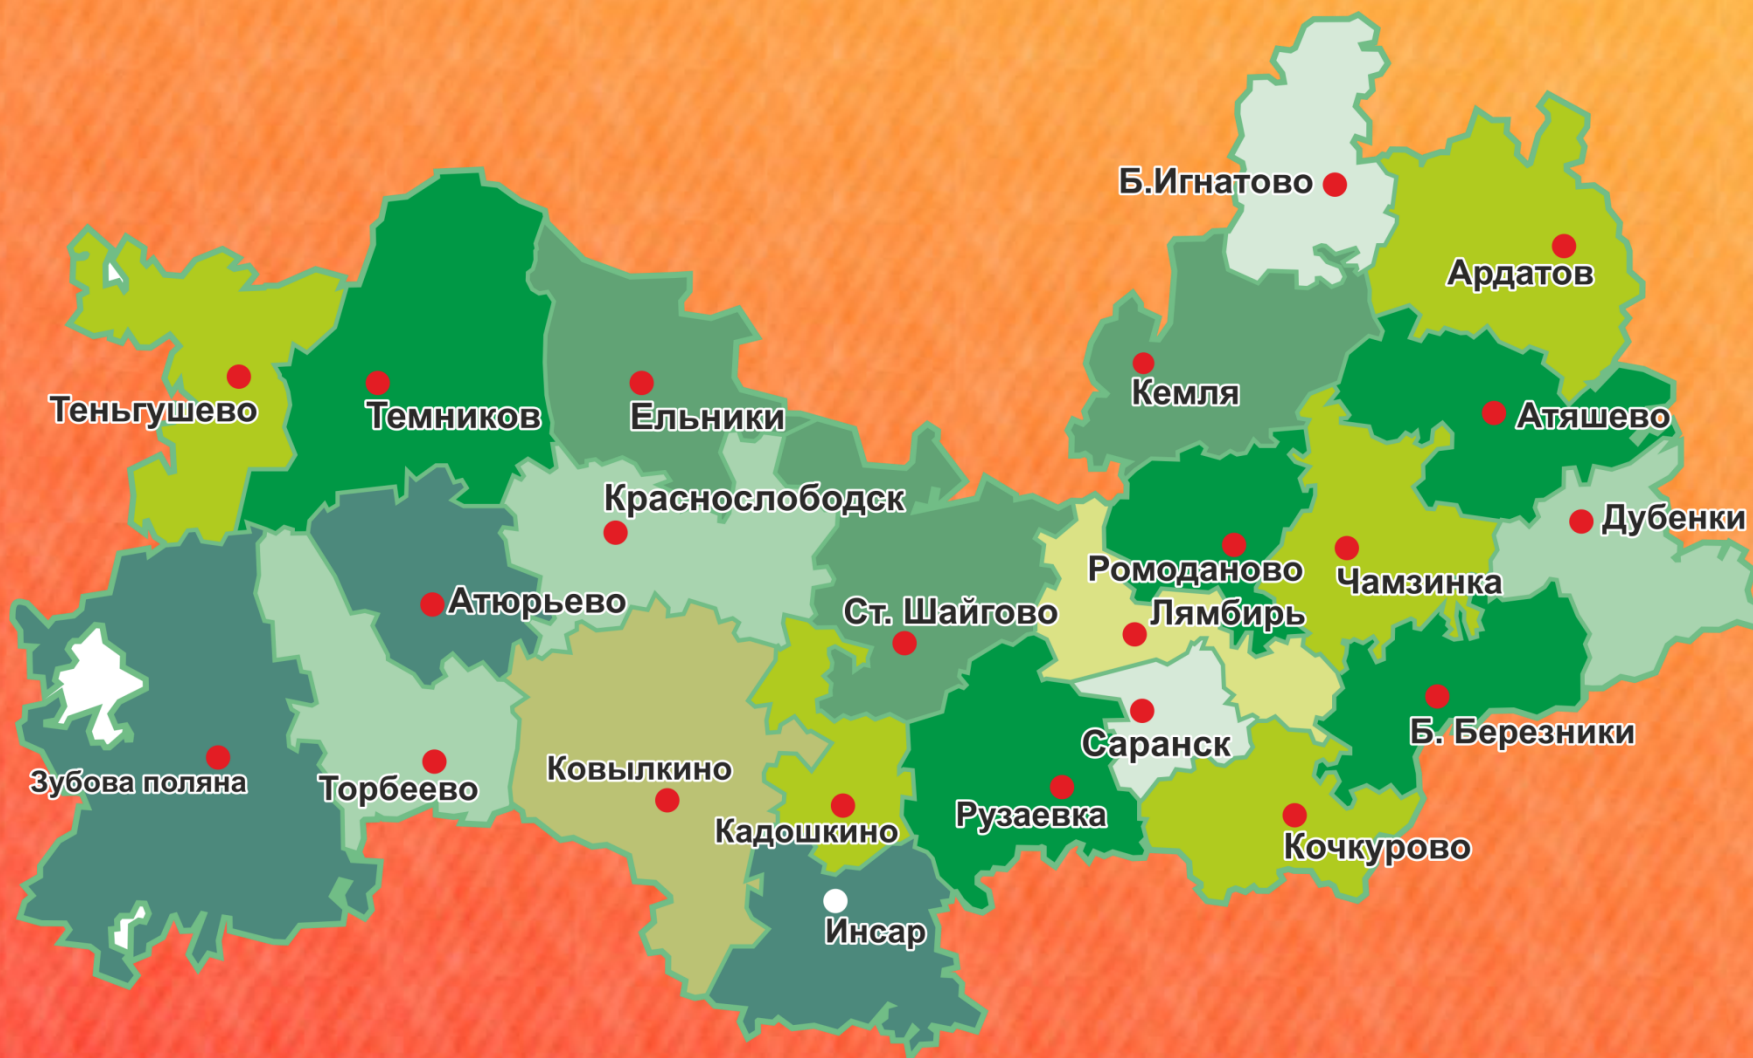 Б.Игнатово
Ардатов
Кемля
Теньгушево
Темников
Ельники
Атяшево
Краснослободск
Дубенки
Ромоданово
Чамзинка
Атюрьево
Ст. Шайгово
Лямбирь
Б. Березники
Саранск
Ковылкино
Зубова поляна
Торбеево
Рузаевка
Кадошкино
Кочкурово
Инсар